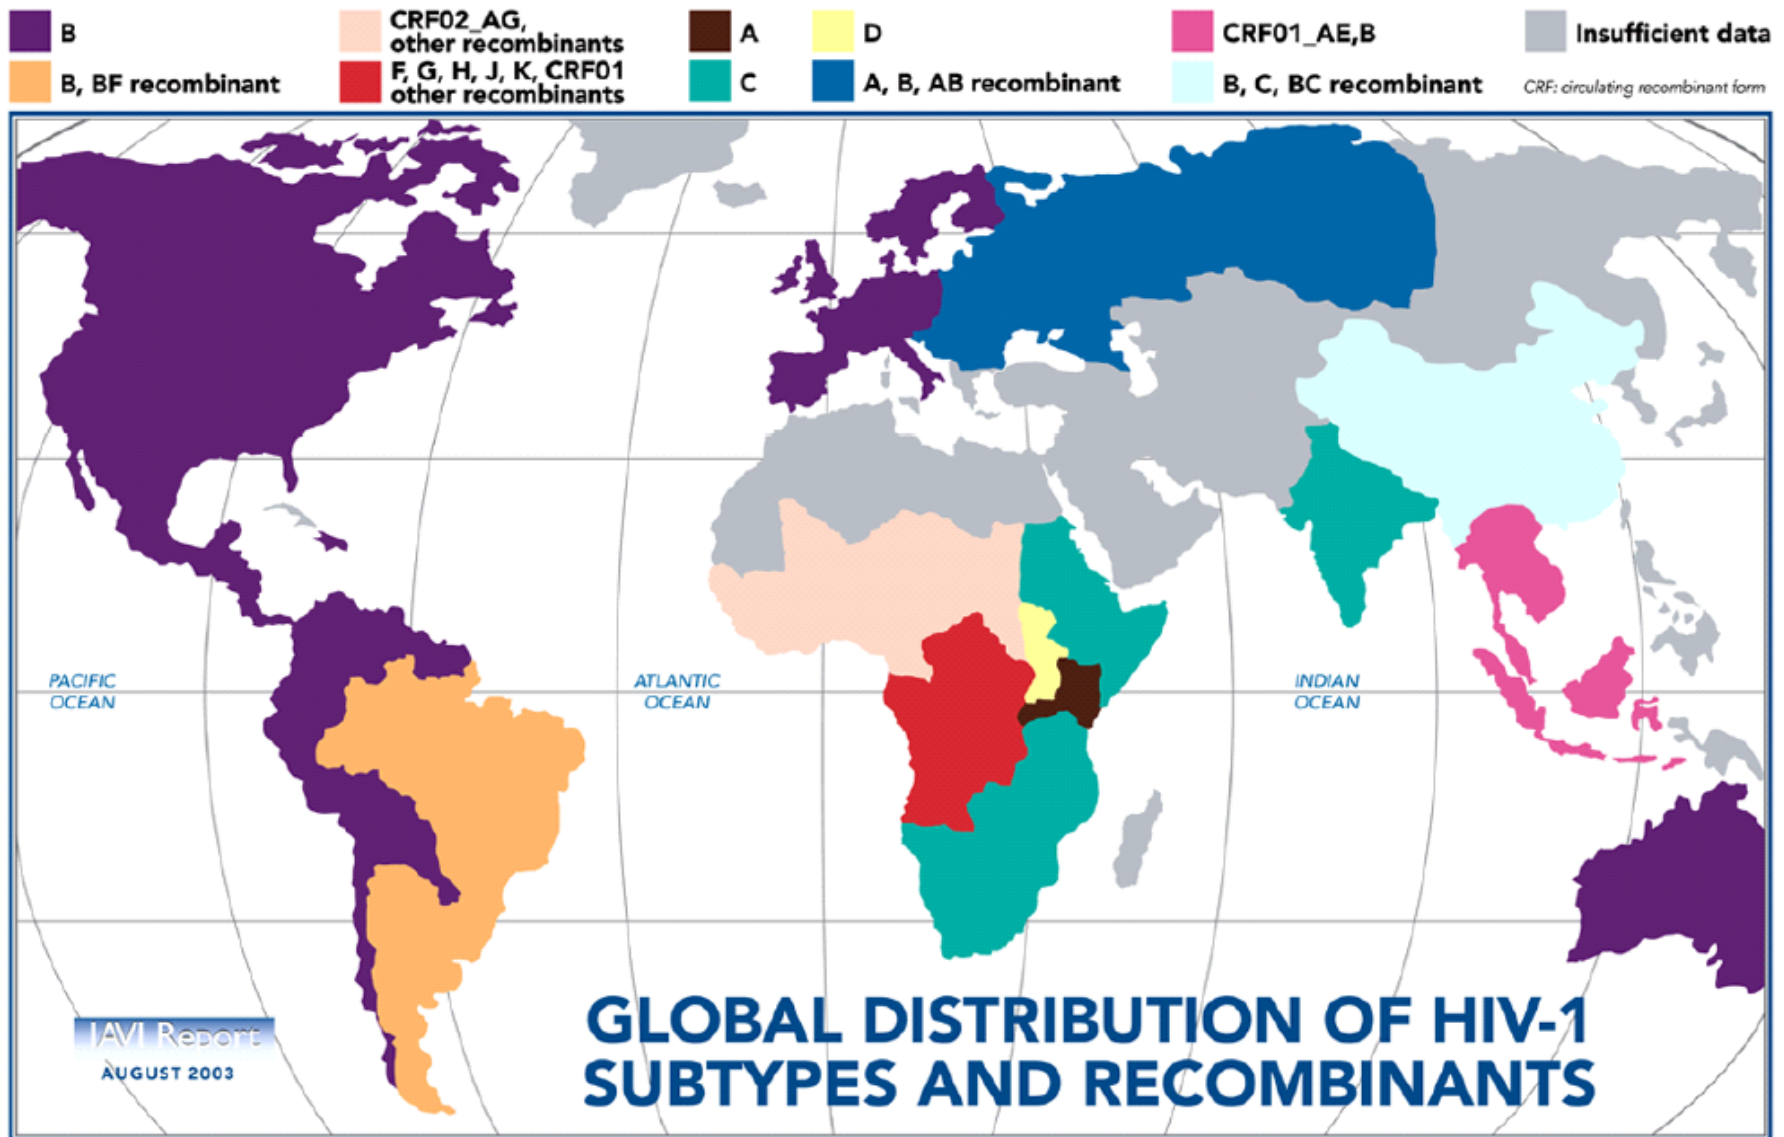 B
CRF02_AG,
other recombinants
A
D
CRF01_AE,B
Insufficient data
B, BF recombinant
F, G, H, J, K, CRF01
other recombinants
C
A, B, AB recombinant
B, C, BC recombinant
CRF: circulating recombinant form
PACIFIC
OCEAN
ATLANTIC
OCEAN
INDIAN
OCEAN
GLOBAL DISTRIBUTION OF HIV-1
SUBTYPES AND RECOMBINANTS
IAVI Report
AUGUST 2003